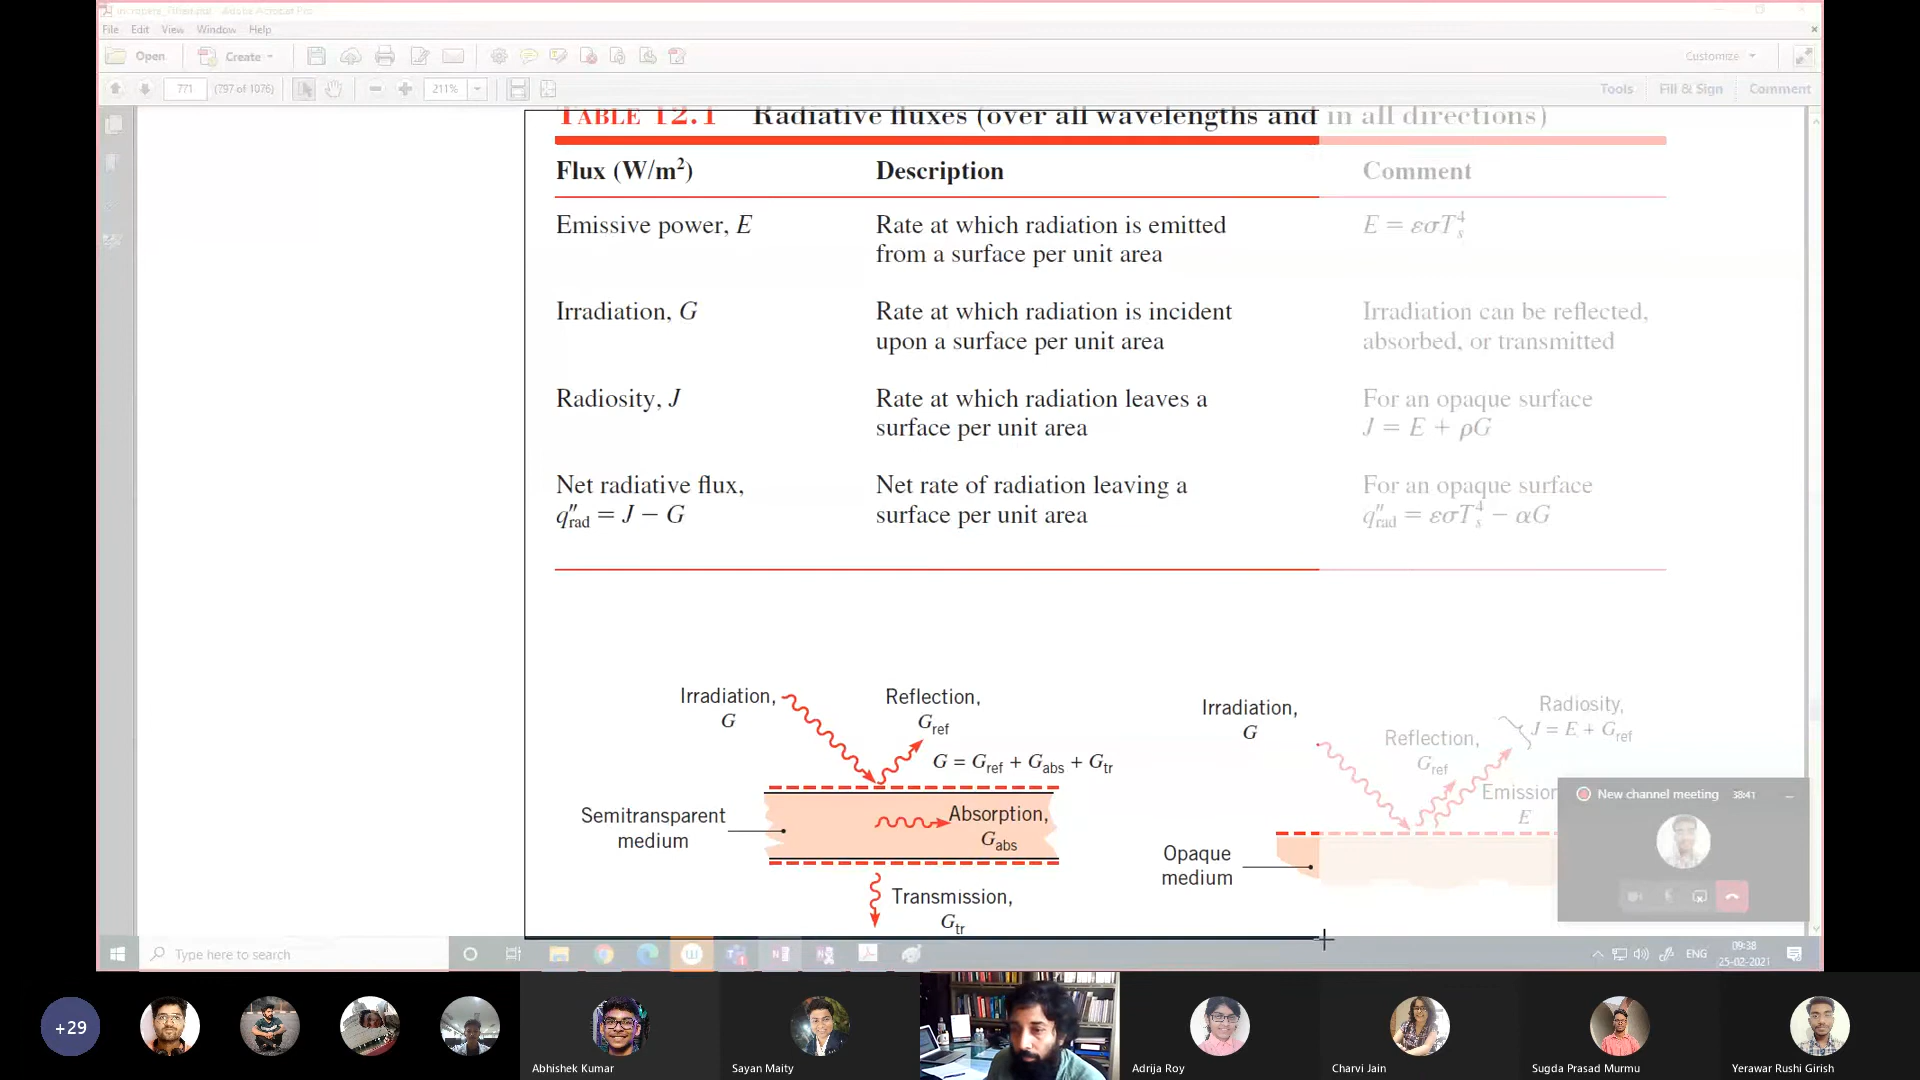 File Edit View Window Help
Open Create Customize
771 (797 of 1076) 211% Tools Fill & Sign Comment
TABLE 12.1 Radiative fluxes (over all wavelengths and in all directions)
Flux (W/m²) Description Comment
Emissive power, E Rate at which radiation is emitted E = εσTₛ⁴
from a surface per unit area
Irradiation, G Rate at which radiation is incident Irradiation can be reflected,
upon a surface per unit area absorbed, or transmitted
Radiosity, J Rate at which radiation leaves a For an opaque surface
surface per unit area J = E + ρG
Net radiative flux, Net rate of radiation leaving a For an opaque surface
q″rad = J − G surface per unit area q″rad = εσTₛ⁴ − αG
Irradiation,
G
Reflection,
Gref
G = Gref + Gabs + Gtr
Semitransparent
medium
Absorption,
Gabs
Transmission,
Gtr
Irradiation,
G
Reflection,
Gref
Radiosity,
J = E + Gref
Emission
E
Opaque
medium
New channel meeting 38:41
Type here to search
ENG
09:38
25-02-2021
+29
Abhishek Kumar
Sayan Maity
Adrija Roy
Charvi Jain
Sugda Prasad Murmu
Yerawar Rushi Girish